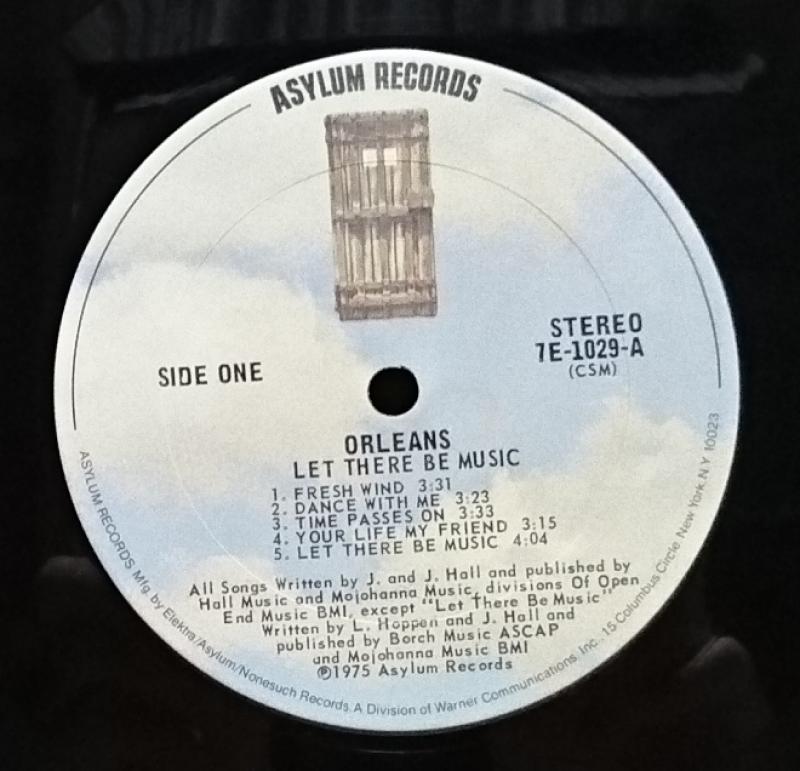 ASYLUM RECORDS
STEREO
7E-1029-A
(CSM)
SIDE ONE
ORLEANS
LET THERE BE MUSIC
1. FRESH WIND 3:31
2. DANCE WITH ME 3:23
3. TIME PASSES ON 3:33
4. YOUR LIFE MY FRIEND 3:15
5. LET THERE BE MUSIC 4:04
All Songs Written by J. and J. Hall and published by
Hall Music and Mojohanna Music, divisions Of Open
End Music BMI, except "Let There Be Music"
Written by L. Hoppen and J. Hall and
published by Borch Music ASCAP
and Mojohanna Music BMI
℗1975 Asylum Records
ASYLUM RECORDS Mfg. by Elektra/Asylum/Nonesuch Records. A Division of Warner Communications, Inc., 15 Columbus Circle New York, N.Y 10023